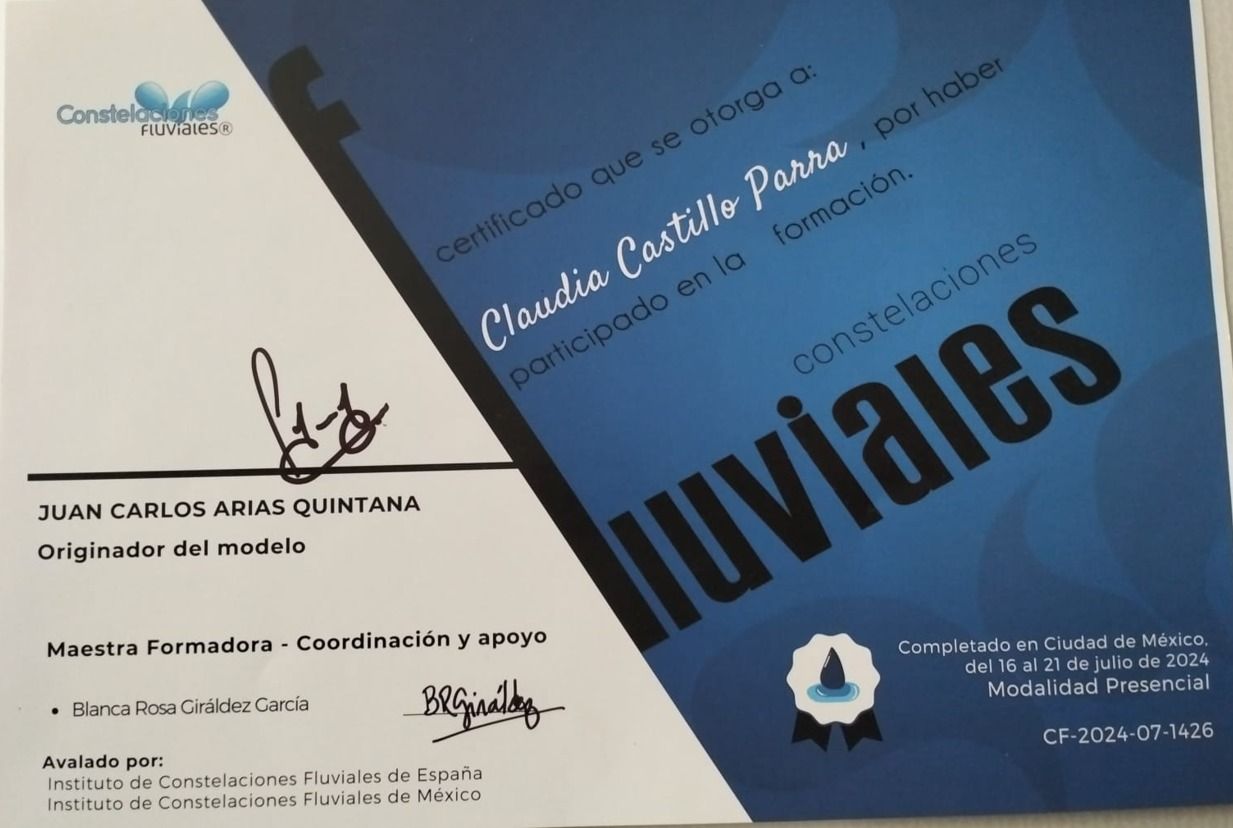 Constelaciones
FLUVIALES®
certificado que se otorga a:
Claudia Castillo Parra , por haber
participado en la formación.
constelaciones
fluviales
JUAN CARLOS ARIAS QUINTANA
Originador del modelo
Maestra Formadora - Coordinación y apoyo
• Blanca Rosa Giráldez García
BRGiráldez
Avalado por:
Instituto de Constelaciones Fluviales de España
Instituto de Constelaciones Fluviales de México
Completado en Ciudad de México,
del 16 al 21 de julio de 2024
Modalidad Presencial
CF-2024-07-1426